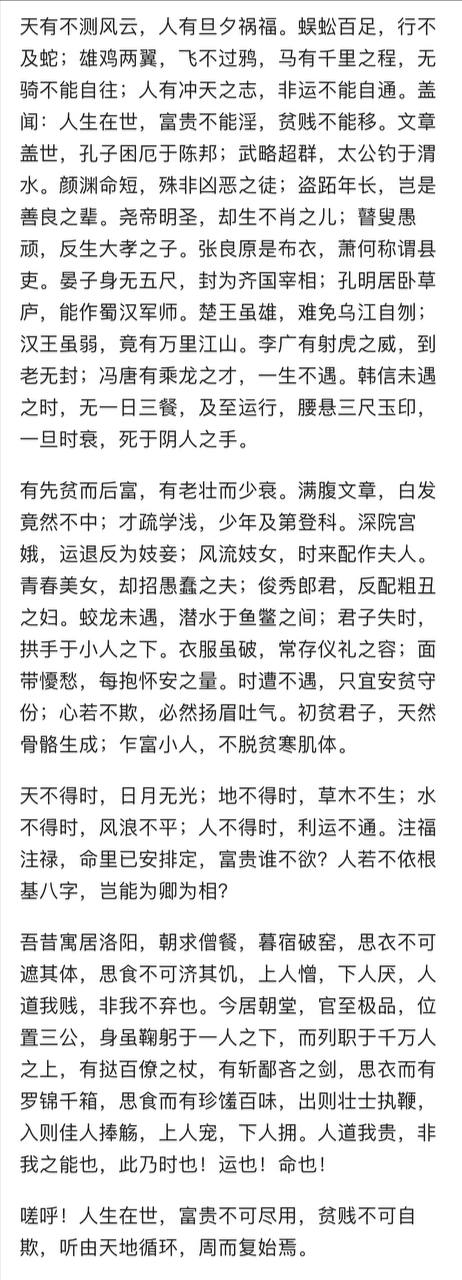 天有不测风云，人有旦夕祸福。蜈蚣百足，行不
及蛇；雄鸡两翼，飞不过鸦，马有千里之程，无
骑不能自往；人有冲天之志，非运不能自通。盖
闻：人生在世，富贵不能淫，贫贱不能移。文章
盖世，孔子困厄于陈邦；武略超群，太公钓于渭
水。颜渊命短，殊非凶恶之徒；盗跖年长，岂是
善良之辈。尧帝明圣，却生不肖之儿；瞽叟愚
顽，反生大孝之子。张良原是布衣，萧何称谓县
吏。晏子身无五尺，封为齐国宰相；孔明居卧草
庐，能作蜀汉军师。楚王虽雄，难免乌江自刎；
汉王虽弱，竟有万里江山。李广有射虎之威，到
老无封；冯唐有乘龙之才，一生不遇。韩信未遇
之时，无一日三餐，及至运行，腰悬三尺玉印，
一旦时衰，死于阴人之手。
有先贫而后富，有老壮而少衰。满腹文章，白发
竟然不中；才疏学浅，少年及第登科。深院宫
娥，运退反为妓妾；风流妓女，时来配作夫人。
青春美女，却招愚蠢之夫；俊秀郎君，反配粗丑
之妇。蛟龙未遇，潜水于鱼鳖之间；君子失时，
拱手于小人之下。衣服虽破，常存仪礼之容；面
带忧愁，每抱怀安之量。时遭不遇，只宜安贫守
份；心若不欺，必然扬眉吐气。初贫君子，天然
骨骼生成；乍富小人，不脱贫寒肌体。
天不得时，日月无光；地不得时，草木不生；水
不得时，风浪不平；人不得时，利运不通。注福
注禄，命里已安排定，富贵谁不欲？人若不依根
基八字，岂能为卿为相？
吾昔寓居洛阳，朝求僧餐，暮宿破窑，思衣不可
遮其体，思食不可济其饥，上人憎，下人厌，人
道我贱，非我不弃也。今居朝堂，官至极品，位
置三公，身虽鞠躬于一人之下，而列职于千万人
之上，有挞百僚之杖，有斩鄙吝之剑，思衣而有
罗锦千箱，思食而有珍馐百味，出则壮士执鞭，
入则佳人捧觞，上人宠，下人拥。人道我贵，非
我之能也，此乃时也！运也！命也！
嗟呼！人生在世，富贵不可尽用，贫贱不可自
欺，听由天地循环，周而复始焉。